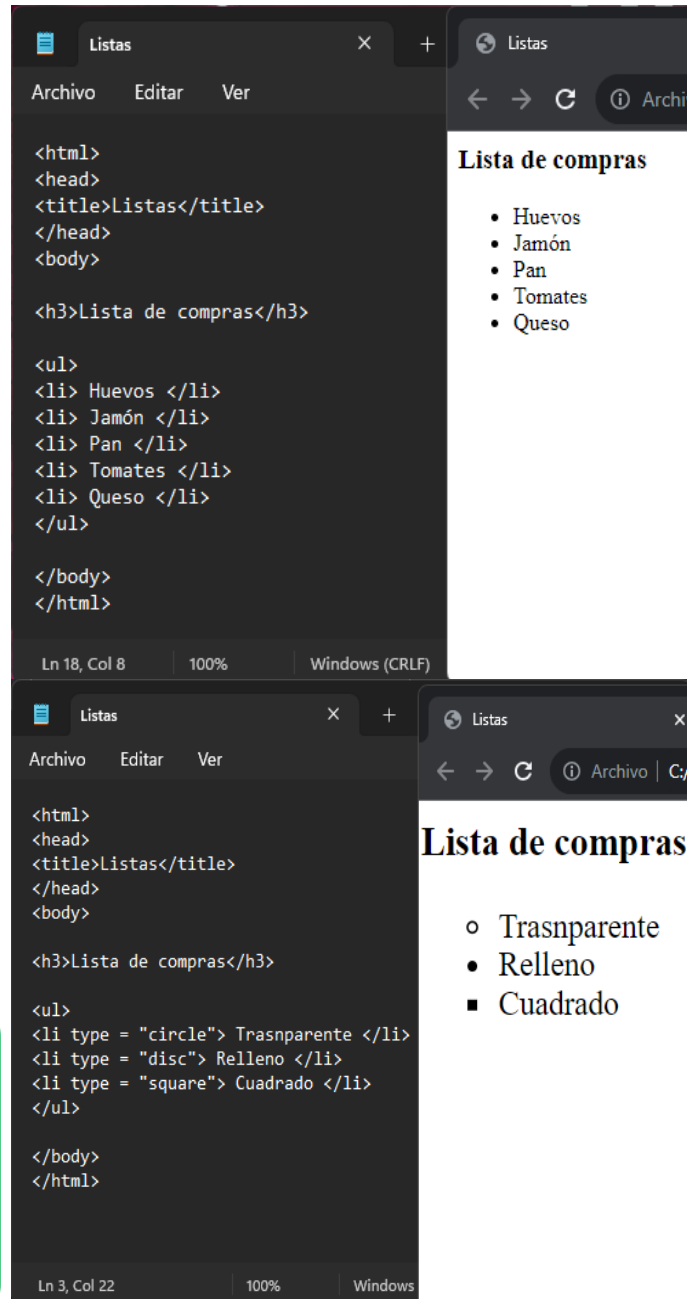 Listas
Archivo Editar Ver
<html>
<head>
<title>Listas</title>
</head>
<body>
<h3>Lista de compras</h3>
<ul>
<li> Huevos </li>
<li> Jamón </li>
<li> Pan </li>
<li> Tomates </li>
<li> Queso </li>
</ul>
</body>
</html>
Ln 18, Col 8 100% Windows (CRLF)
Listas
Lista de compras
Huevos
Jamón
Pan
Tomates
Queso
Listas
Archivo Editar Ver
<html>
<head>
<title>Listas</title>
</head>
<body>
<h3>Lista de compras</h3>
<ul>
<li type = "circle"> Trasnparente </li>
<li type = "disc"> Relleno </li>
<li type = "square"> Cuadrado </li>
</ul>
</body>
</html>
Ln 3, Col 22 100% Windows
Listas
Archivo C:/
Lista de compras
Trasnparente
Relleno
Cuadrado